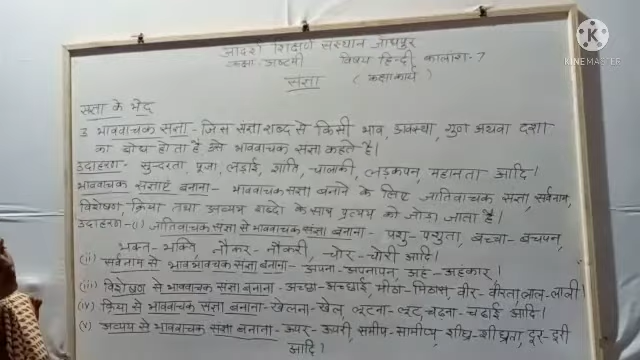 आदर्श शिक्षण संस्थान जोधपुर
कक्षा-अष्टमी विषय हिन्दी कालांश-7
संज्ञा (कक्षाकार्य)
KINEMASTER
संज्ञा के भेद
3 भाववाचक संज्ञा - जिस संज्ञा शब्द से किसी भाव, अवस्था, गुण अथवा दशा
का बोध होता है उसे भाववाचक संज्ञा कहते है।
उदाहरण - सुन्दरता, पूजा, लड़ाई, शांति, चालाकी, लड़कपन, महानता आदि।
भाववाचक संज्ञाएँ बनाना - भाववाचक संज्ञा बनाने के लिए जातिवाचक संज्ञा, सर्वनाम,
विशेषण, क्रिया तथा अव्यय शब्दो के साथ प्रत्यय को जोड़ा जाता है।
उदाहरण - (i) जातिवाचक संज्ञा से भाववाचक संज्ञा बनाना - पशु - पशुता, बच्चा - बचपन,
भक्त - भक्ति, नौकर - नौकरी, चोर - चोरी आदि।
(ii) सर्वनाम से भाववाचक संज्ञा बनाना - अपना - अपनापन, अहं - अहंकार।
(iii) विशेषण से भाववाचक संज्ञा बनाना - अच्छा - अच्छाई, मीठा - मिठास, वीर - वीरता, लाल - लाली।
(iv) क्रिया से भाववाचक संज्ञा बनाना - खेलना - खेल, लूटना - लूट, चढ़ना - चढाई आदि।
(v) अव्यय से भाववाचक संज्ञा बनाना - ऊपर - ऊपरी, समीप - सामीप्य, शीघ्र - शीघ्रता, दूर - दूरी
आदि।